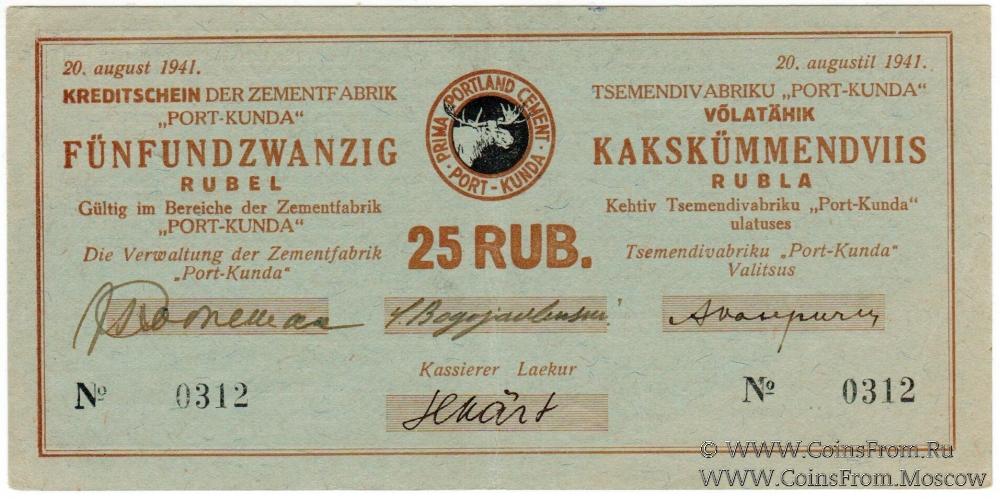 20. august 1941.
KREDITSCHEIN DER ZEMENTFABRIK
„PORT-KUNDA"
FÜNFUNDZWANZIG
RUBEL
Gültig im Bereiche der Zementfabrik
„PORT-KUNDA"
Die Verwaltung der Zementfabrik
„Port-Kunda"
PRIMA PORTLAND CEMENT
PORT-KUNDA
25 RUB.
20. augustil 1941.
TSEMENDIVABRIKU „PORT-KUNDA"
VÕLATÄHIK
KAKSKÜMMENDVIIS
RUBLA
Kehtiv Tsemendivabriku „Port-Kunda"
ulatuses
Tsemendivabriku „Port-Kunda"
Valitsus
Kassierer Laekur
№ 0312
№ 0312
© WWW.CoinsFrom.Ru
WWW.CoinsFrom.Moscow